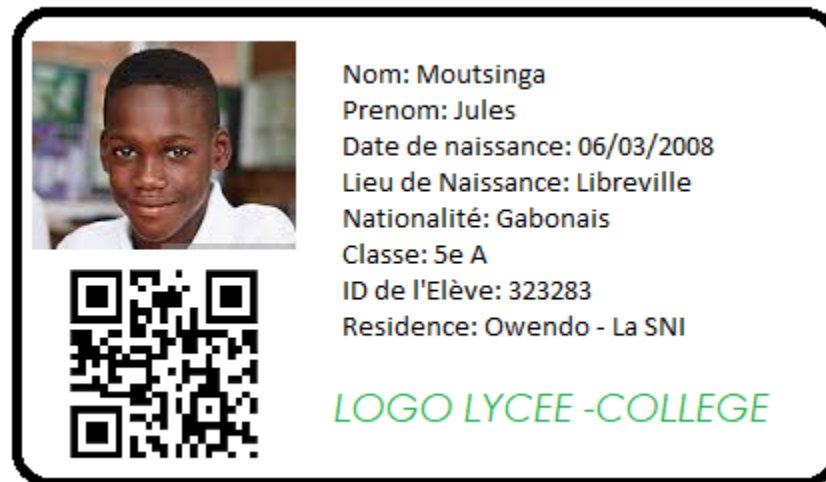 Nom: Moutsinga
Prenom: Jules
Date de naissance: 06/03/2008
Lieu de Naissance: Libreville
Nationalité: Gabonais
Classe: 5e A
ID de l'Elève: 323283
Residence: Owendo - La SNI
LOGO LYCEE -COLLEGE